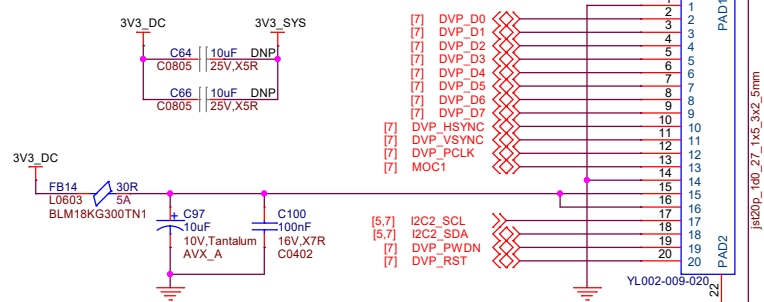 3V3_DC
3V3_SYS
C64
10uF
DNP
C0805
25V,X5R
C66
10uF
DNP
C0805
25V,X5R
3V3_DC
FB14
30R
L0603
5A
BLM18KG300TN1
C97
+
10uF
10V,Tantalum
AVX_A
C100
100nF
16V,X7R
C0402
[7] DVP_D0
[7] DVP_D1
[7] DVP_D2
[7] DVP_D3
[7] DVP_D4
[7] DVP_D5
[7] DVP_D6
[7] DVP_D7
[7] DVP_HSYNC
[7] DVP_VSYNC
[7] DVP_PCLK
[7] MOC1
[5,7] I2C2_SCL
[5,7] I2C2_SDA
[7] DVP_PWDN
[7] DVP_RST
1
2 2
3 3
4 4
5 5
6 6
7 7
8 8
9 9
10 10
11 11
12 12
13 13
14 14
15 15
16 16
17 17
18 18
19 19
20 20
PAD1
PAD2
22
YL002-009-020
jst20p_1d0_27_1x5_3x2_5mm